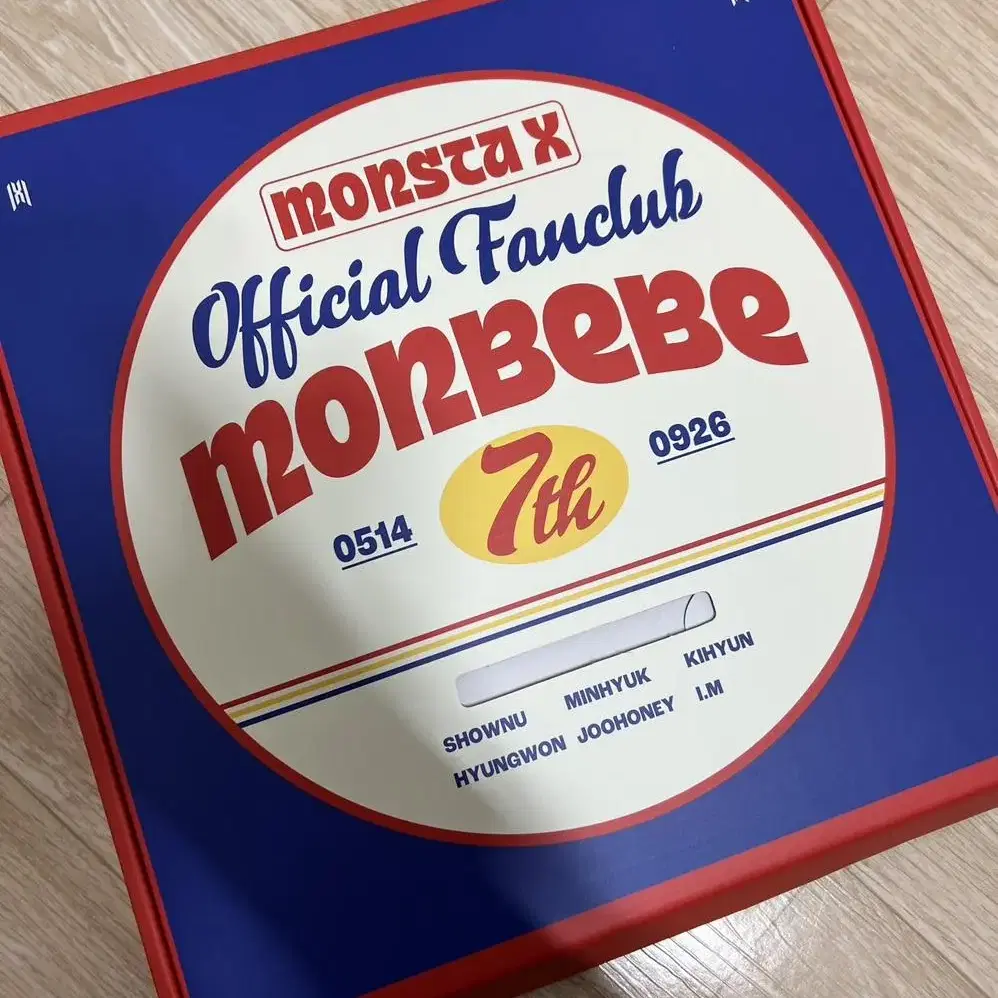 MONSTA X
Official Fanclub
MONBEBE
0514 7th 0926
SHOWNU MINHYUK KIHYUN
HYUNGWON JOOHONEY I.M